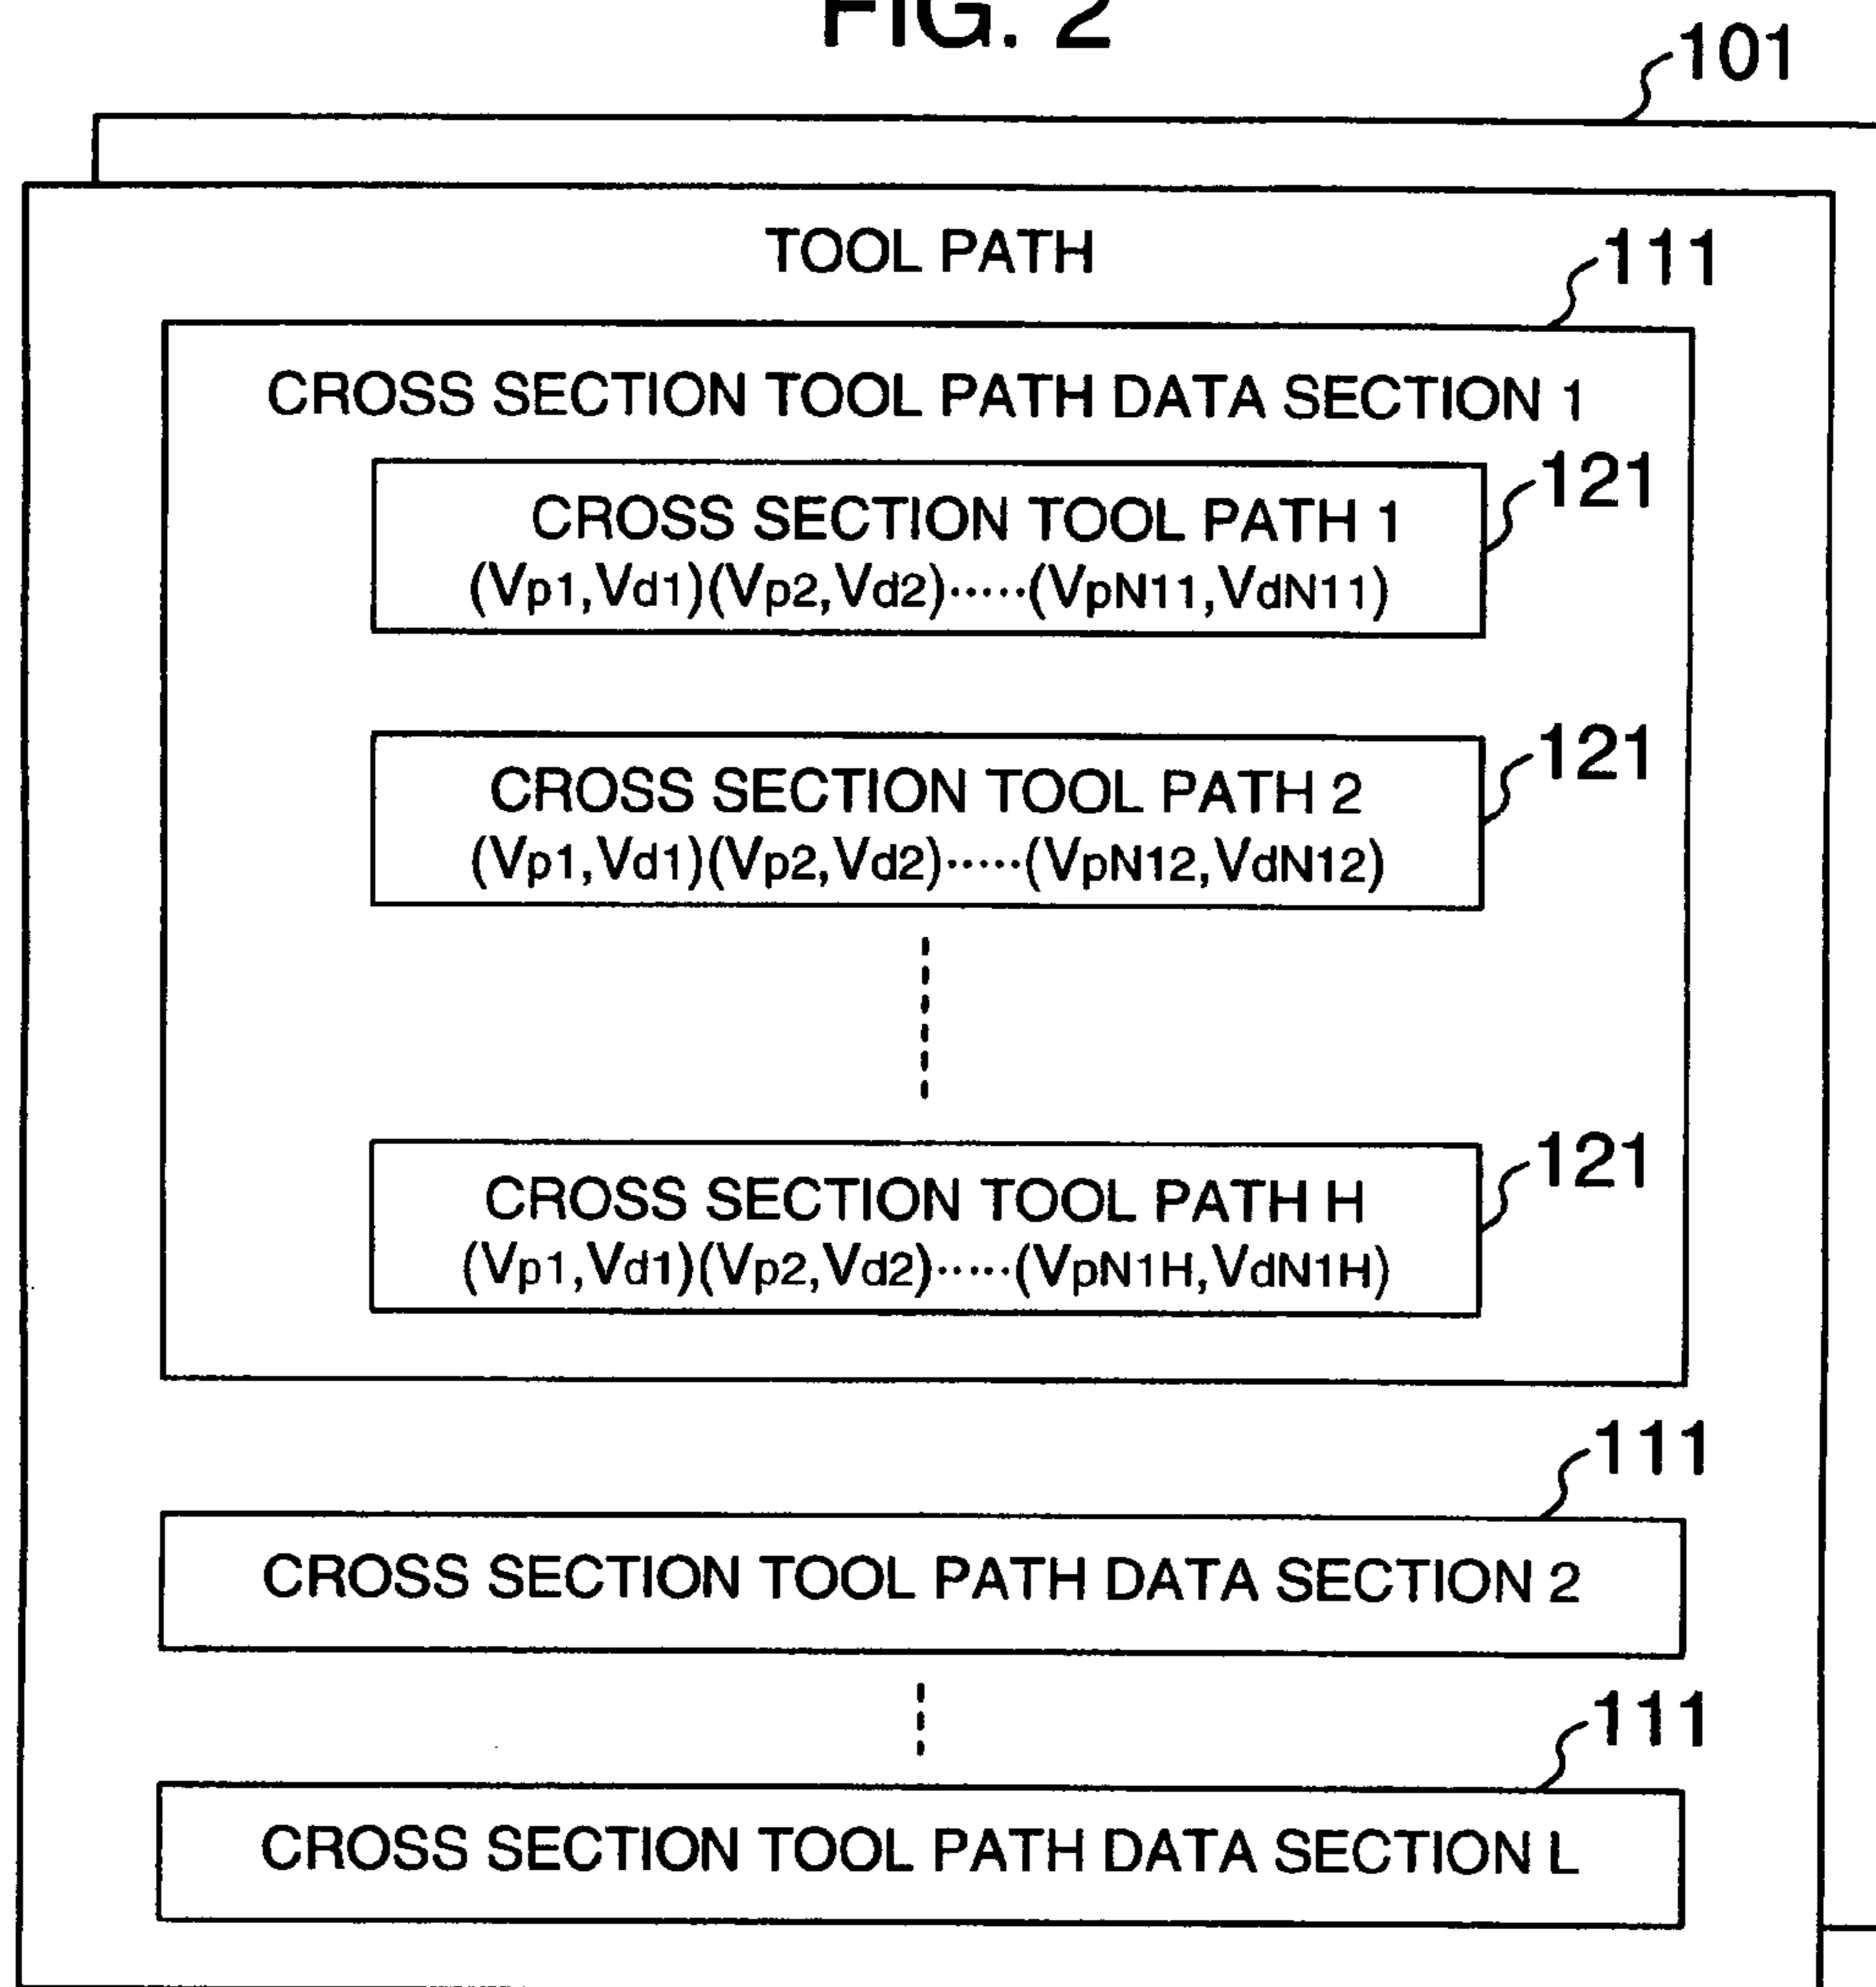 FIG. 2
101
TOOL PATH
111
CROSS SECTION TOOL PATH DATA SECTION 1
121
CROSS SECTION TOOL PATH 1
(Vp1,Vd1)(Vp2,Vd2)·····(VpN11,VdN11)
121
CROSS SECTION TOOL PATH 2
(Vp1,Vd1)(Vp2,Vd2)·····(VpN12,VdN12)
121
CROSS SECTION TOOL PATH H
(Vp1,Vd1)(Vp2,Vd2)·····(VpN1H,VdN1H)
111
CROSS SECTION TOOL PATH DATA SECTION 2
111
CROSS SECTION TOOL PATH DATA SECTION L